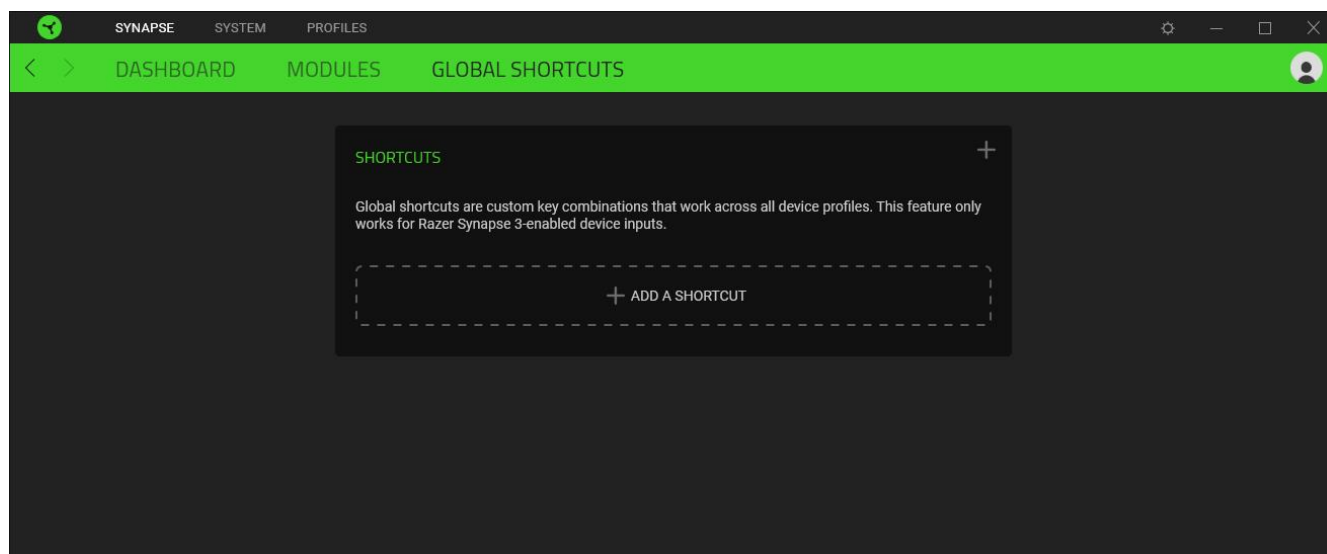 SYNAPSE SYSTEM PROFILES
DASHBOARD MODULES GLOBAL SHORTCUTS
SHORTCUTS
Global shortcuts are custom key combinations that work across all device profiles. This feature only
works for Razer Synapse 3-enabled device inputs.
ADD A SHORTCUT